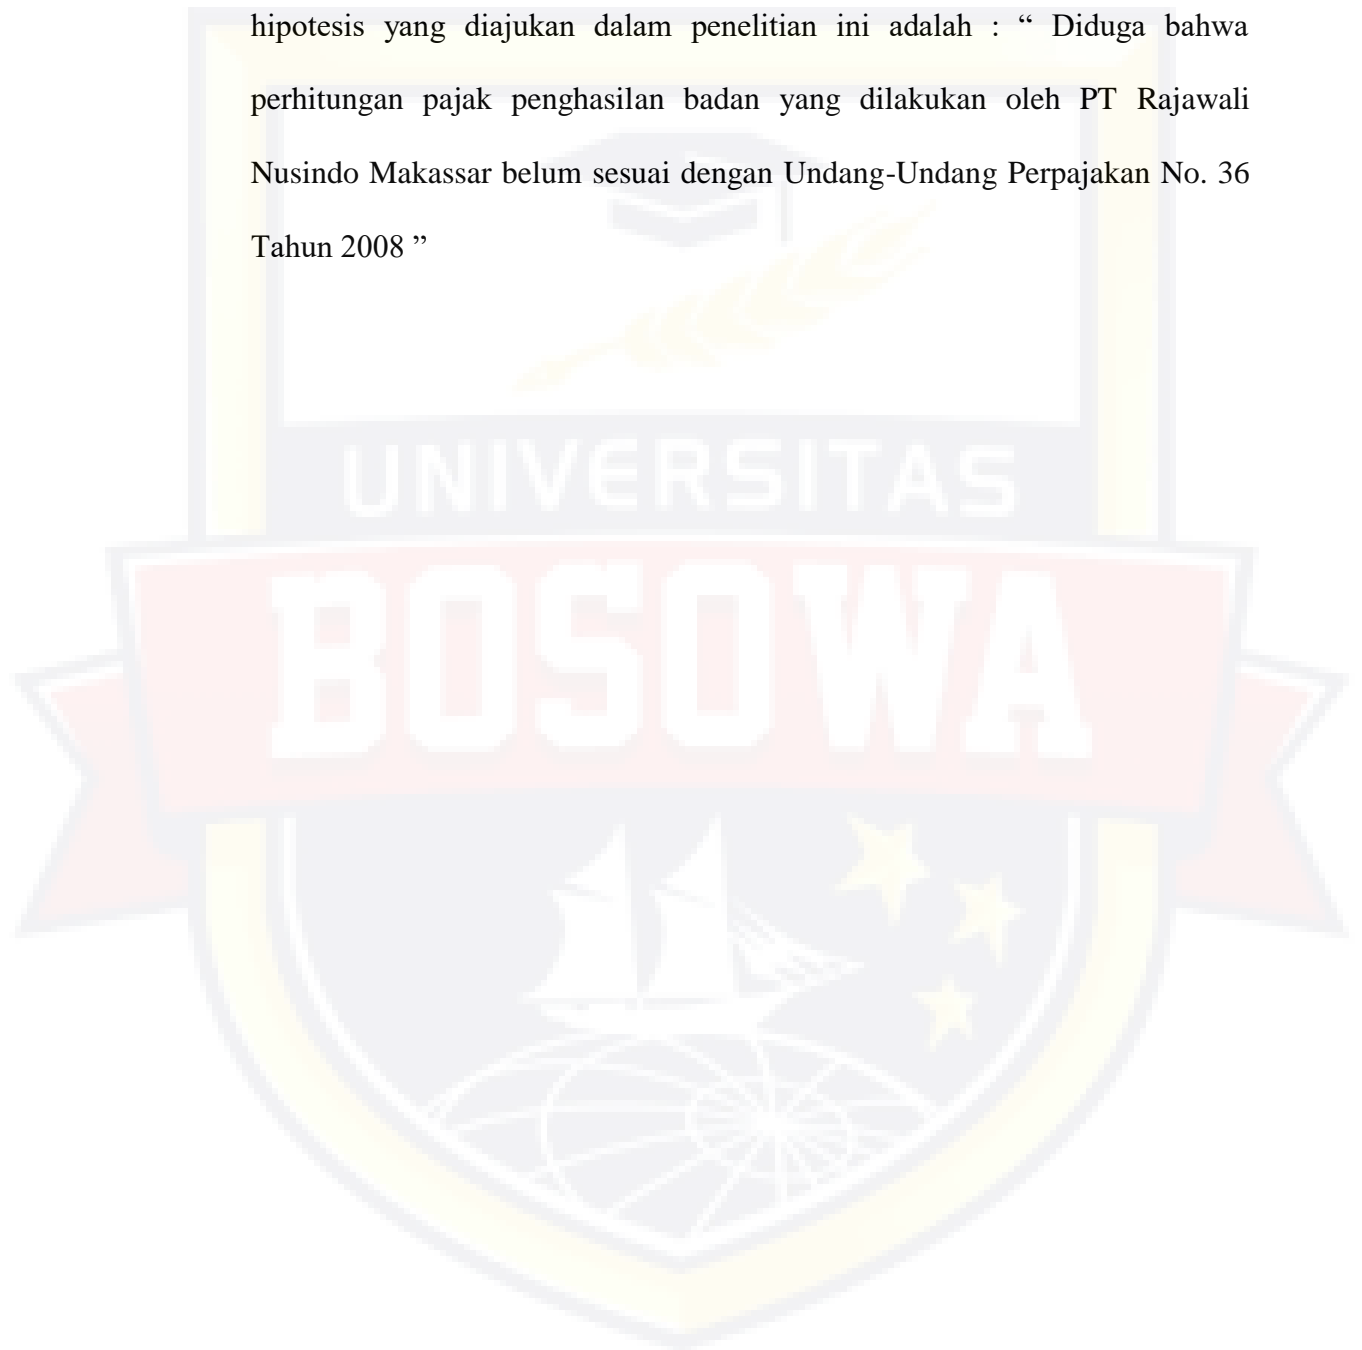 hipotesis yang diajukan dalam penelitian ini adalah : “ Diduga bahwa
perhitungan pajak penghasilan badan yang dilakukan oleh PT Rajawali
Nusindo Makassar belum sesuai dengan Undang-Undang Perpajakan No. 36
Tahun 2008 ”
UNIVERSITAS
BOSOWA